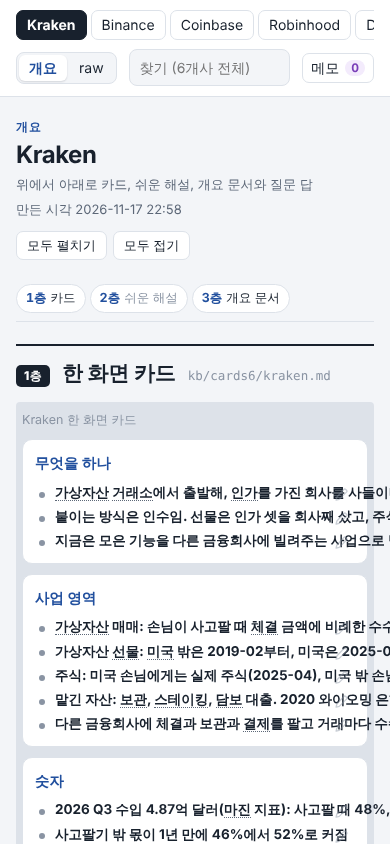 Kraken Binance Coinbase Robinhood
개요 raw 찾기 (6개사 전체) 메모 0
개요
Kraken
위에서 아래로 카드, 쉬운 해설, 개요 문서와 질문 답
만든 시각 2026-11-17 22:58
모두 펼치기 모두 접기
1층 카드 2층 쉬운 해설 3층 개요 문서
1층 한 화면 카드 kb/cards6/kraken.md
Kraken 한 화면 카드
무엇을 하나
가상자산 거래소에서 출발해, 인가를 가진 회사를 사들이
붙이는 방식은 인수임. 선물은 인가 셋을 회사째 샀고, 주식
지금은 모은 기능을 다른 금융회사에 빌려주는 사업으로
사업 영역
가상자산 매매: 손님이 사고팔 때 체결 금액에 비례한 수수
가상자산 선물: 미국 밖은 2019-02부터, 미국은 2025-0
주식: 미국 손님에게는 실제 주식(2025-04), 미국 밖 손님
맡긴 자산: 보관, 스테이킹, 담보 대출. 2020 와이오밍 은
다른 금융회사에 체결과 보관과 결제를 팔고 거래마다 수
숫자
2026 Q3 수입 4.87억 달러(마진 지표): 사고팔 때 48%,
사고팔기 밖 몫이 1년 만에 46%에서 52%로 커짐